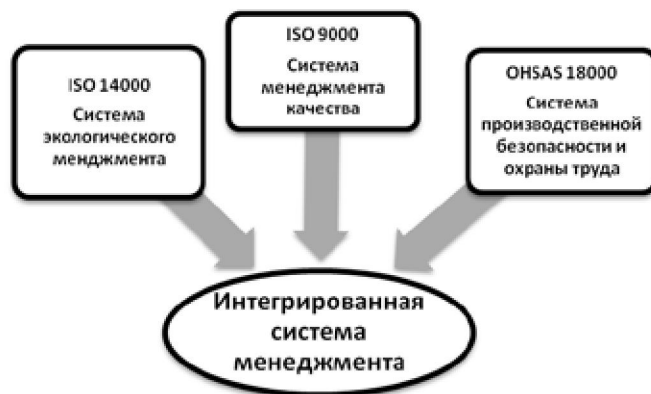 ISO 14000
Система
экологического
менджмента
ISO 9000
Система
менеджмента
качества
OHSAS 18000
Система
производственной
безопасности и
охраны труда
Интегрированная
система
менеджмента